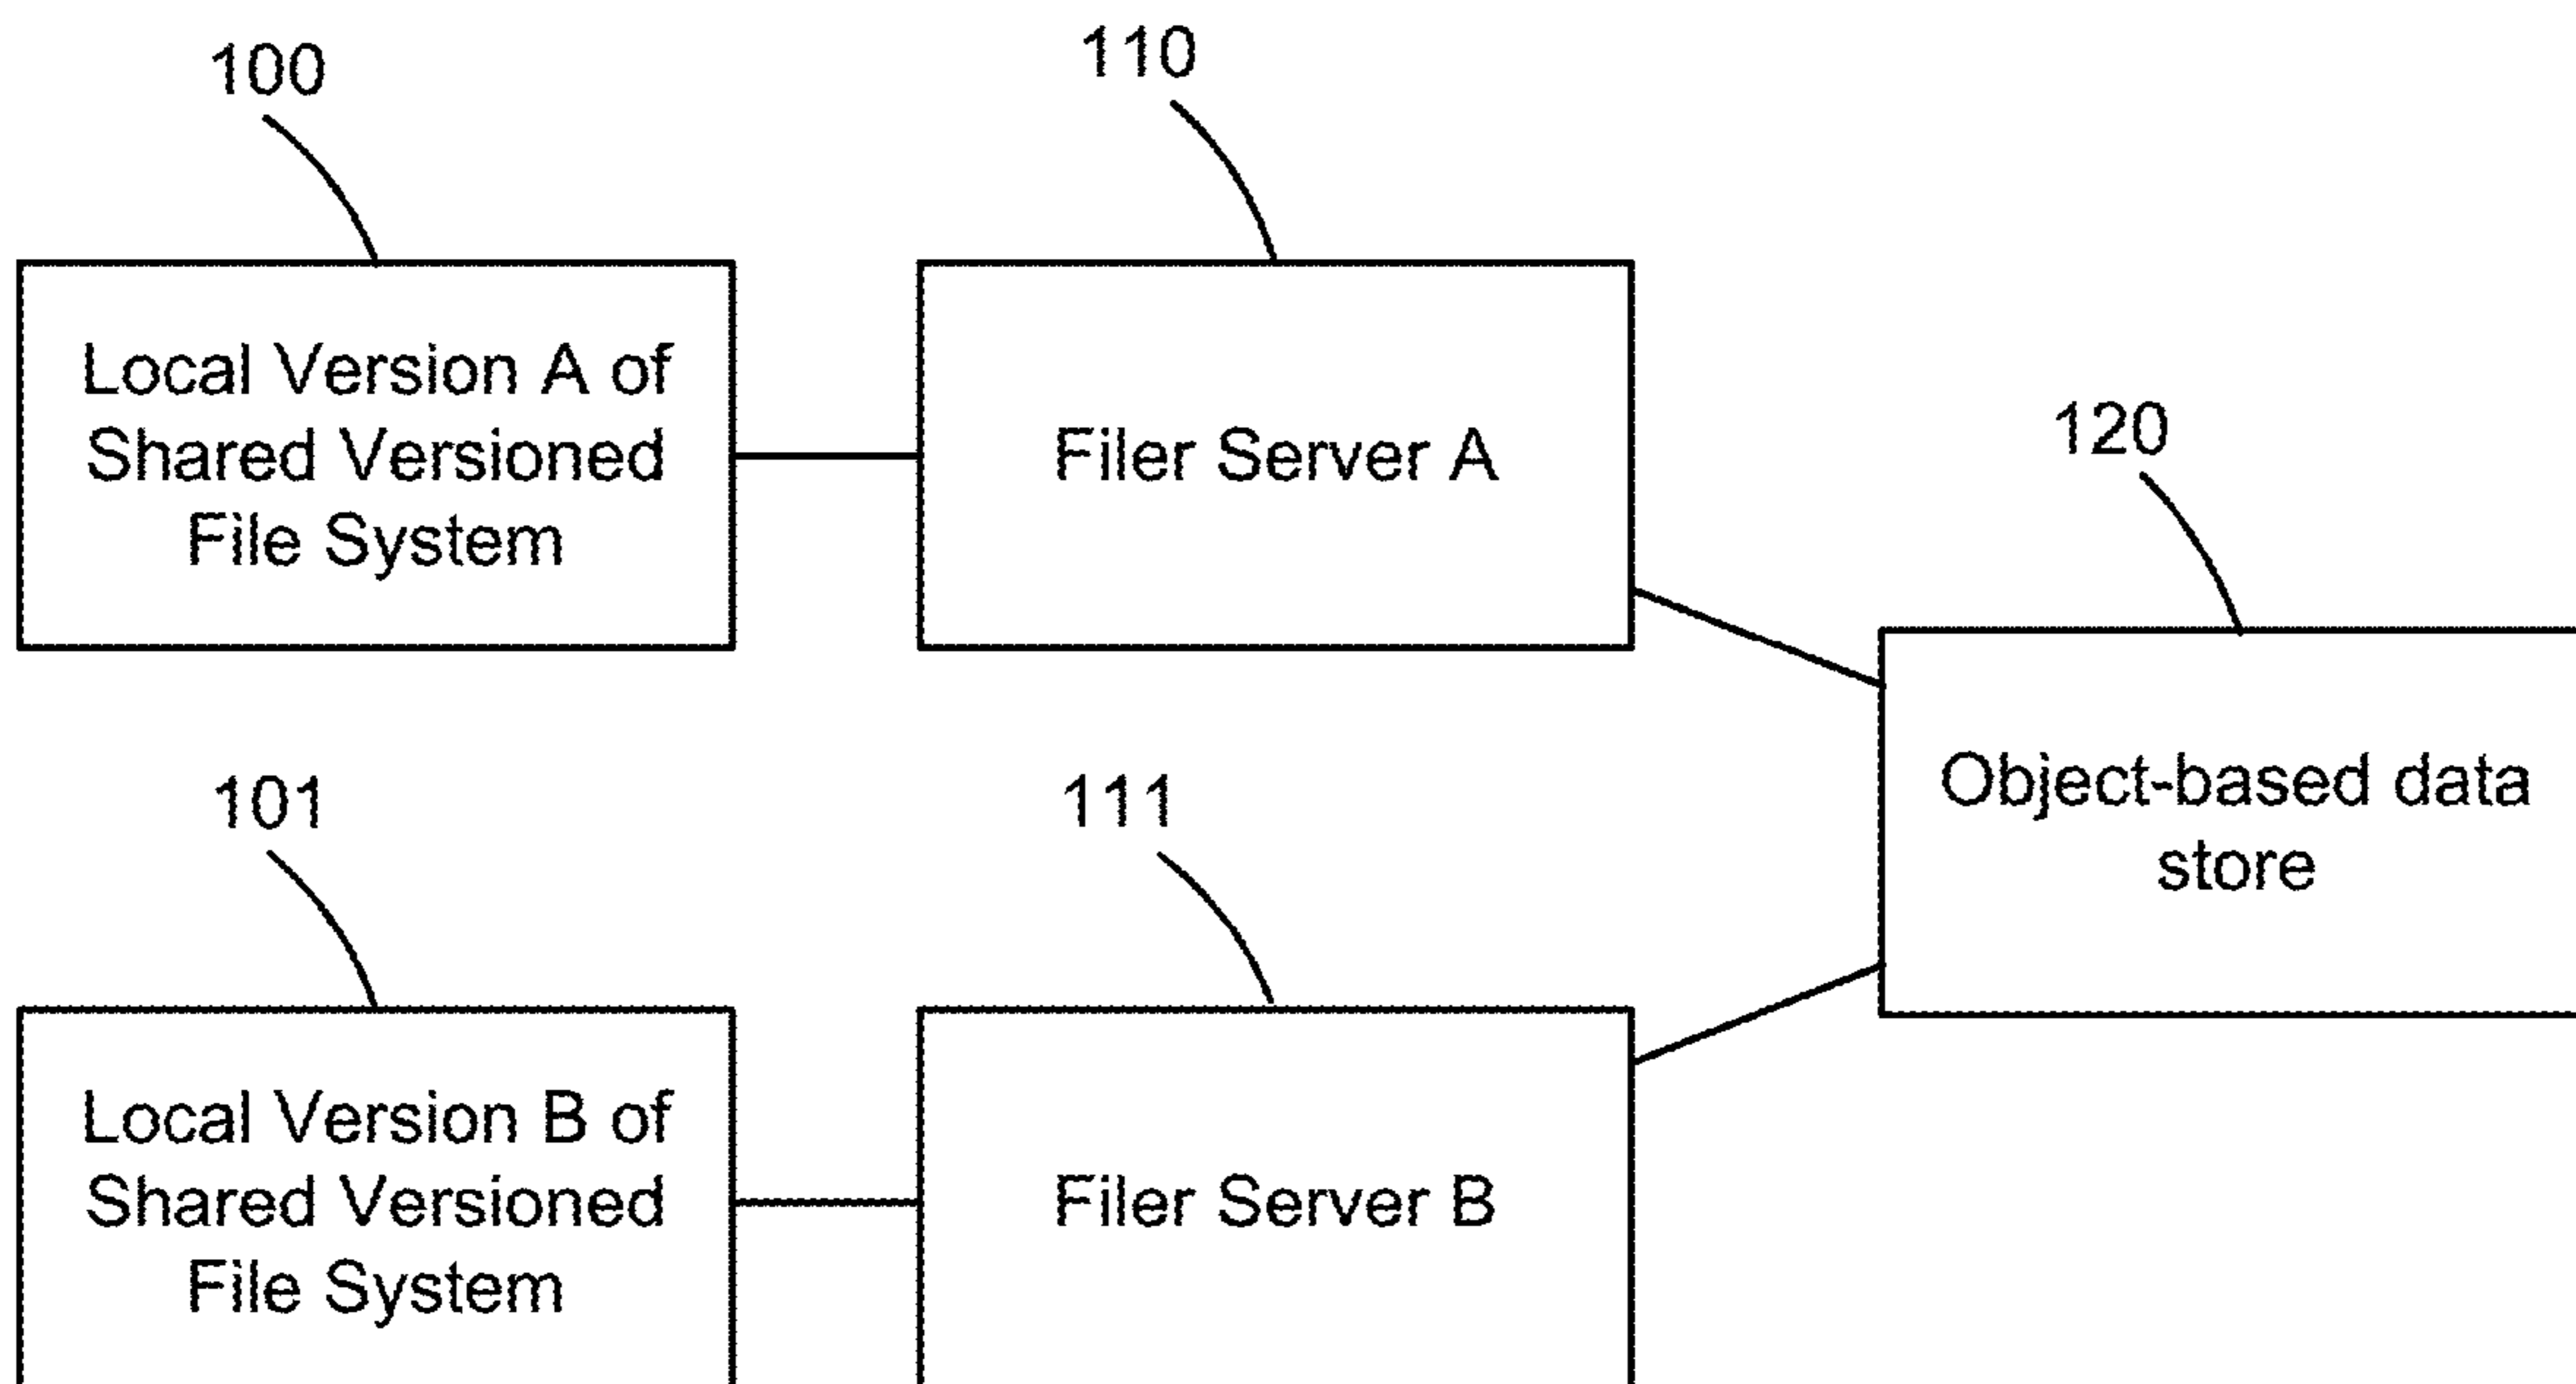 100
110
Local Version A of
Shared Versioned
File System
Filer Server A
120
Object-based data
store
101
111
Local Version B of
Shared Versioned
File System
Filer Server B